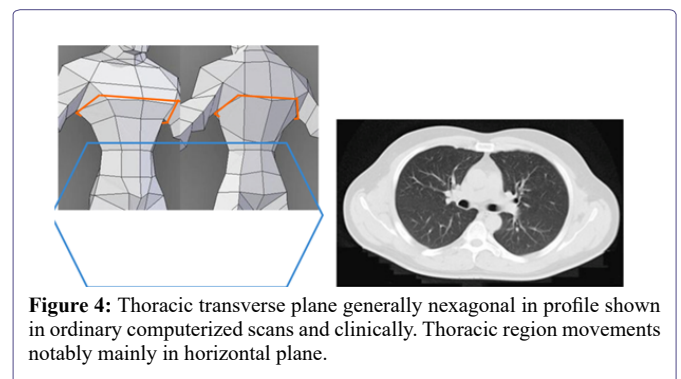 Figure 4: Thoracic transverse plane generally nexagonal in profile shown
in ordinary computerized scans and clinically. Thoracic region movements
notably mainly in horizontal plane.